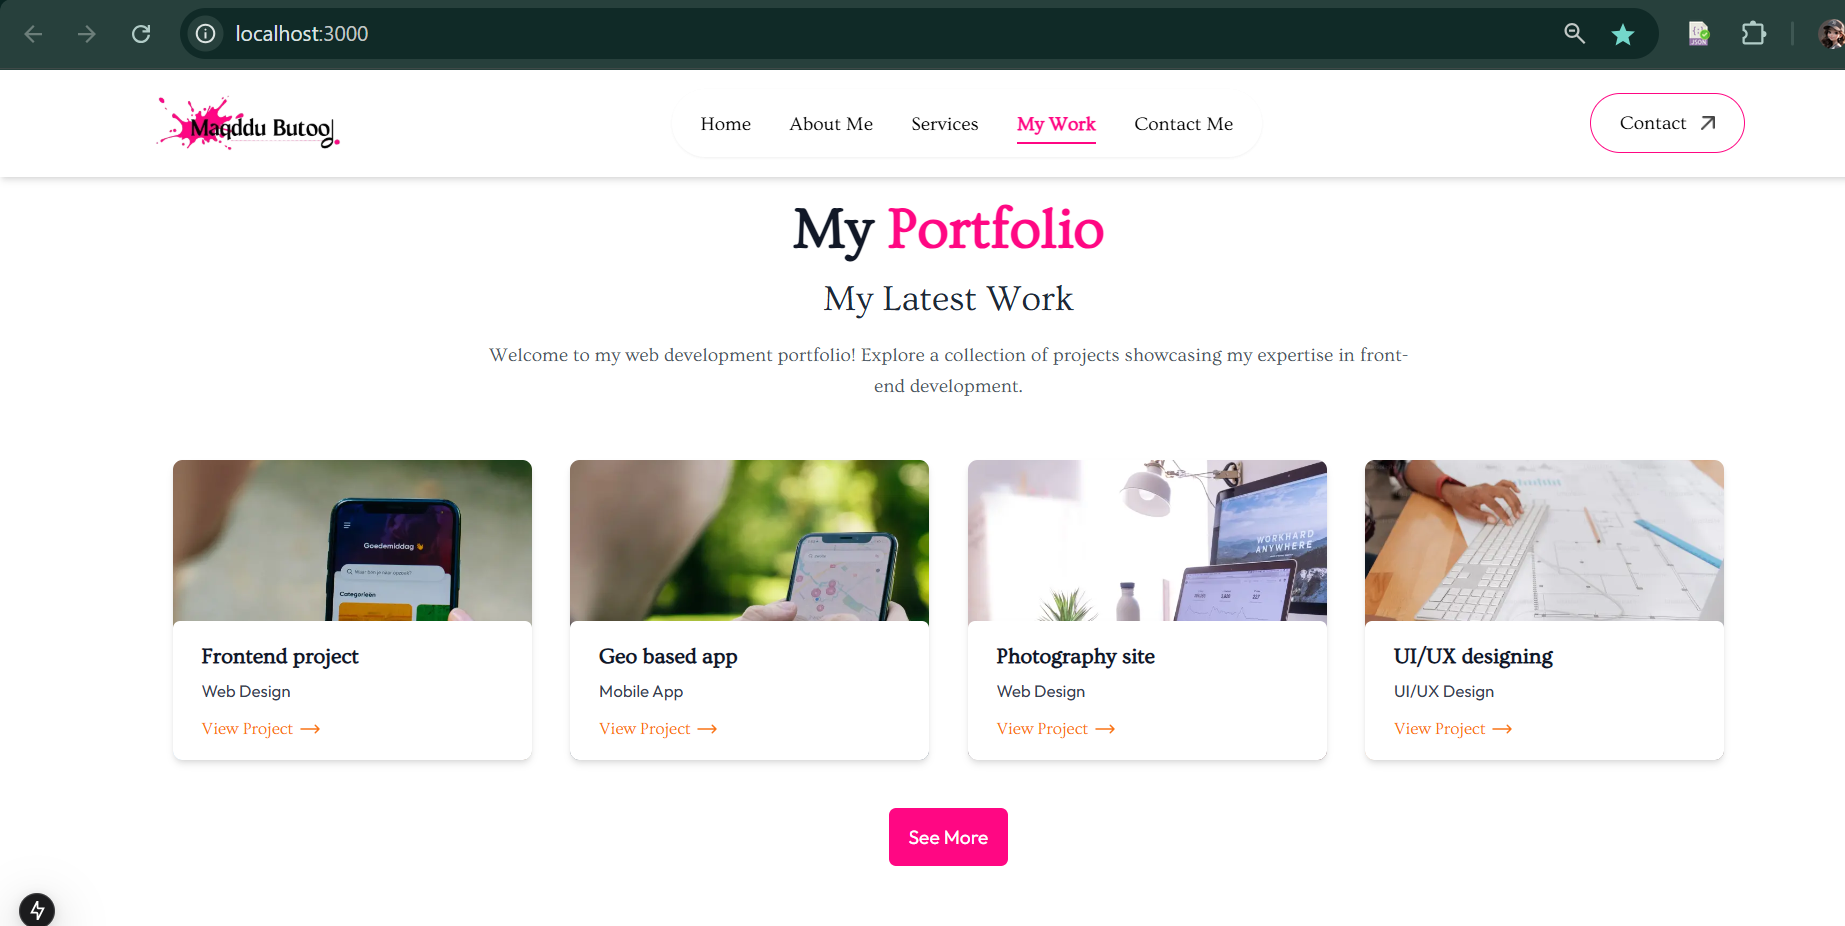 localhost:3000
JSON
Maqddu Butool
Home
About Me
Services
My Work
Contact Me
Contact
My Portfolio
My Latest Work
Welcome to my web development portfolio! Explore a collection of projects showcasing my expertise in front-
end development.
Goedemiddag
Categorieën
WORKHARD
ANYWHERE
Frontend project
Web Design
View Project
Geo based app
Mobile App
View Project
Photography site
Web Design
View Project
UI/UX designing
UI/UX Design
View Project
See More